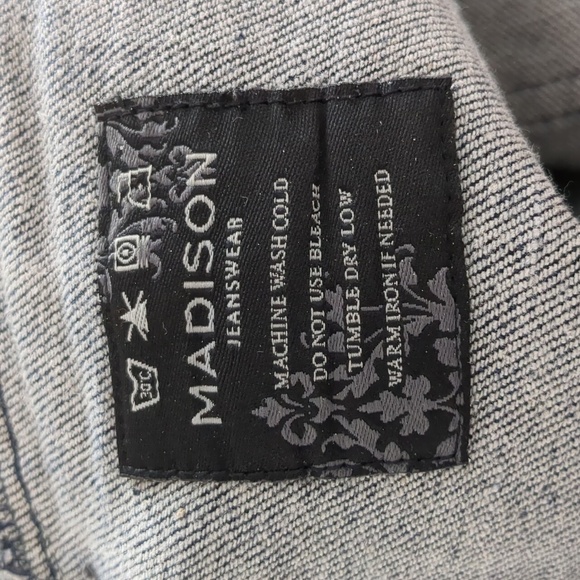 30°C
MADISON
JEANSWEAR
MACHINE WASH COLD
DO NOT USE BLEACH
TUMBLE DRY LOW
WARM IRON IF NEEDED